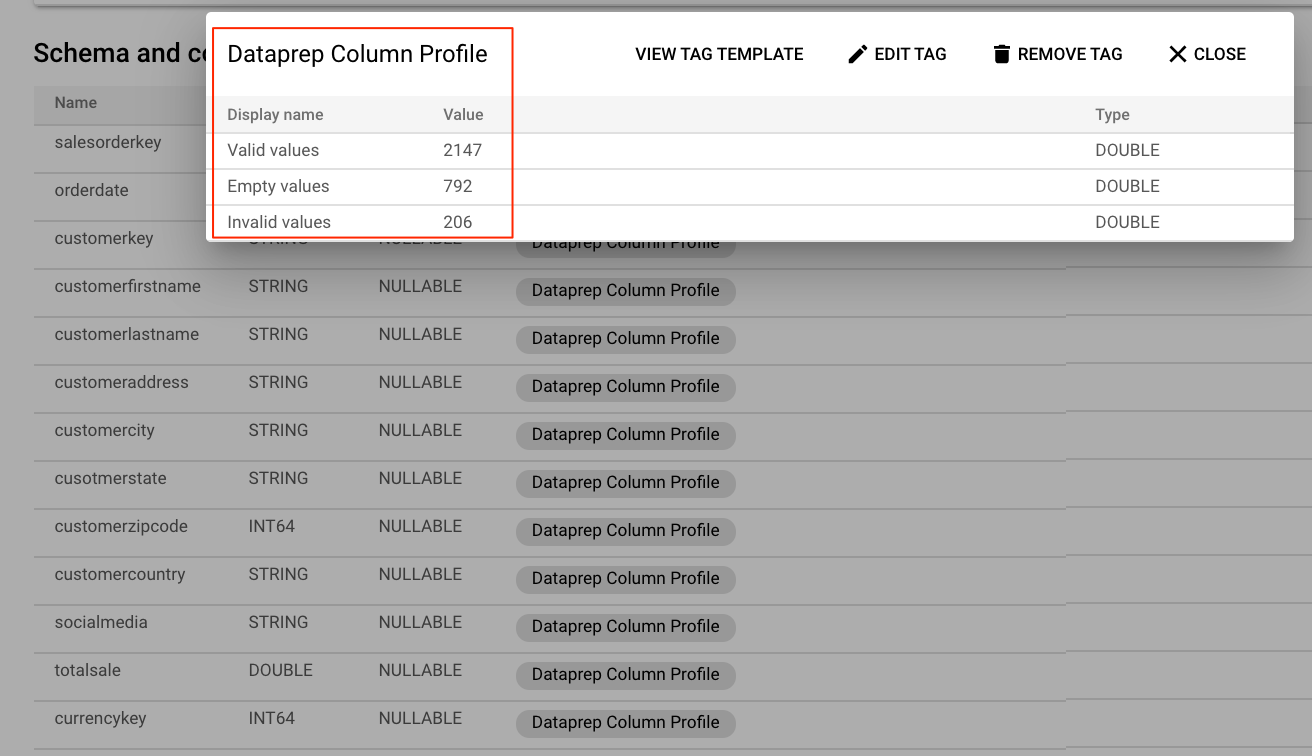 Schema and c
Dataprep Column Profile VIEW TAG TEMPLATE EDIT TAG REMOVE TAG CLOSE
Name
Display name Value Type
salesorderkey
Valid values 2147 DOUBLE
orderdate
Empty values 792 DOUBLE
Invalid values 206 DOUBLE
customerkey STRING NULLABLE Dataprep Column Profile
customerfirstname STRING NULLABLE Dataprep Column Profile
customerlastname STRING NULLABLE Dataprep Column Profile
customeraddress STRING NULLABLE Dataprep Column Profile
customercity STRING NULLABLE Dataprep Column Profile
cusotmerstate STRING NULLABLE Dataprep Column Profile
customerzipcode INT64 NULLABLE Dataprep Column Profile
customercountry STRING NULLABLE Dataprep Column Profile
socialmedia STRING NULLABLE Dataprep Column Profile
totalsale DOUBLE NULLABLE Dataprep Column Profile
currencykey INT64 NULLABLE Dataprep Column Profile